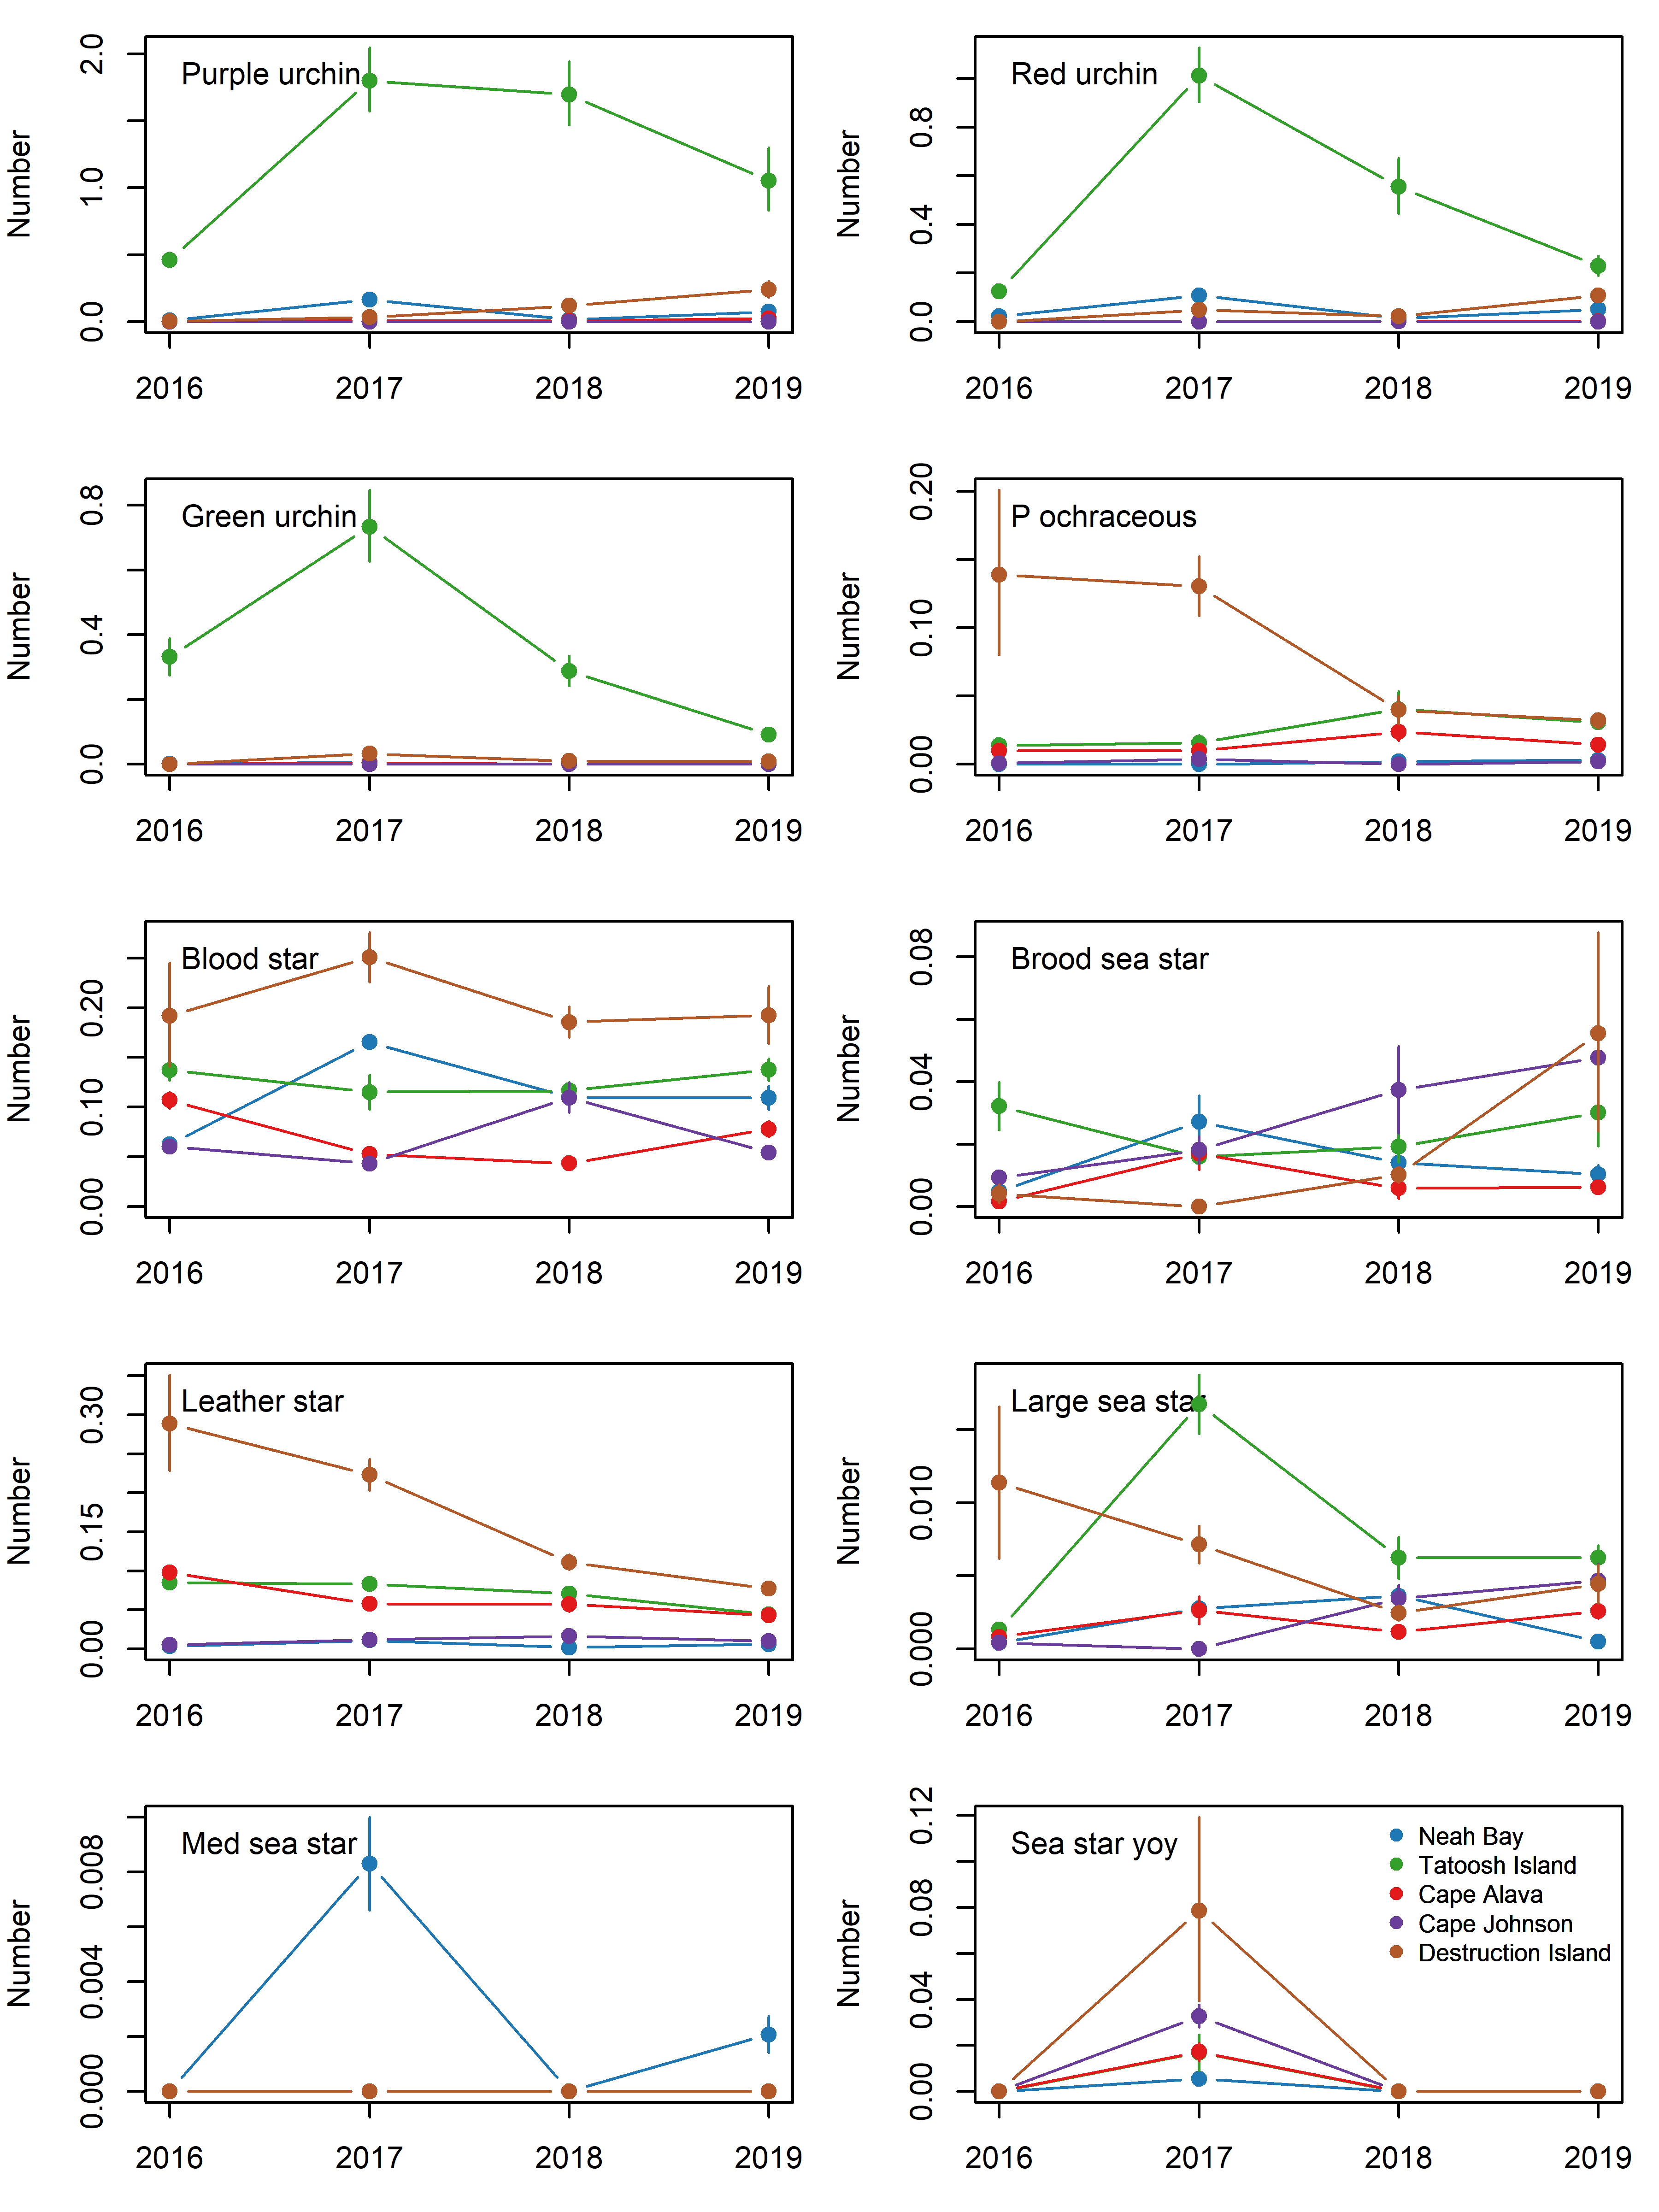 Purple urchin
Number
0.0
1.0
2.0
2016 2017 2018 2019
Red urchin
Number
0.0
0.4
0.8
2016 2017 2018 2019
Green urchin
Number
0.0
0.4
0.8
2016 2017 2018 2019
P ochraceous
Number
0.00
0.10
0.20
2016 2017 2018 2019
Blood star
Number
0.00
0.10
0.20
2016 2017 2018 2019
Brood sea star
Number
0.00
0.04
0.08
2016 2017 2018 2019
Leather star
Number
0.00
0.15
0.30
2016 2017 2018 2019
Large sea star
Number
0.000
0.010
2016 2017 2018 2019
Med sea star
Number
0.000
0.004
0.008
2016 2017 2018 2019
Sea star yoy
Number
0.00
0.04
0.08
0.12
Neah Bay
Tatoosh Island
Cape Alava
Cape Johnson
Destruction Island
2016 2017 2018 2019